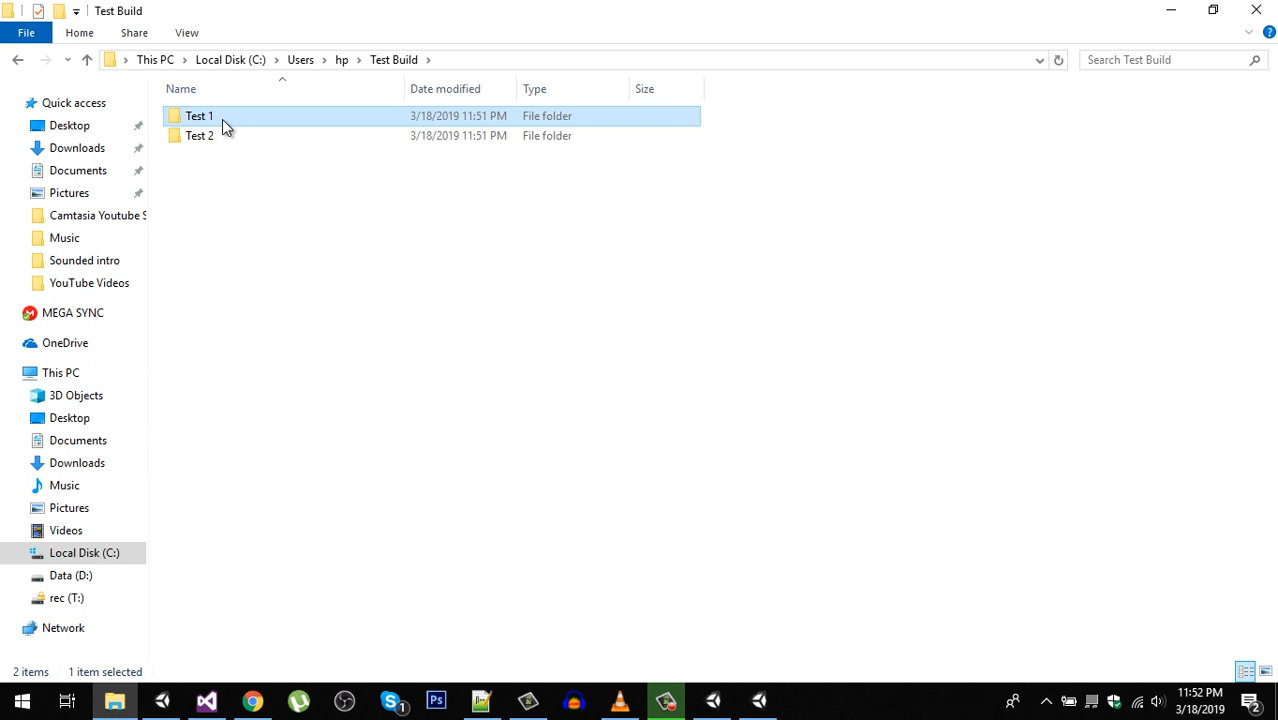 Test Build
File Home Share View
This PC Local Disk (C:) Users hp Test Build Search Test Build
Name Date modified Type Size
Test 1 3/18/2019 11:51 PM File folder
Test 2 3/18/2019 11:51 PM File folder
Quick access
Desktop
Downloads
Documents
Pictures
Camtasia Youtube S
Music
Sounded intro
YouTube Videos
MEGA SYNC
OneDrive
This PC
3D Objects
Desktop
Documents
Downloads
Music
Pictures
Videos
Local Disk (C:)
Data (D:)
rec (T:)
Network
2 items 1 item selected
11:52 PM
3/18/2019
1
Ps
2